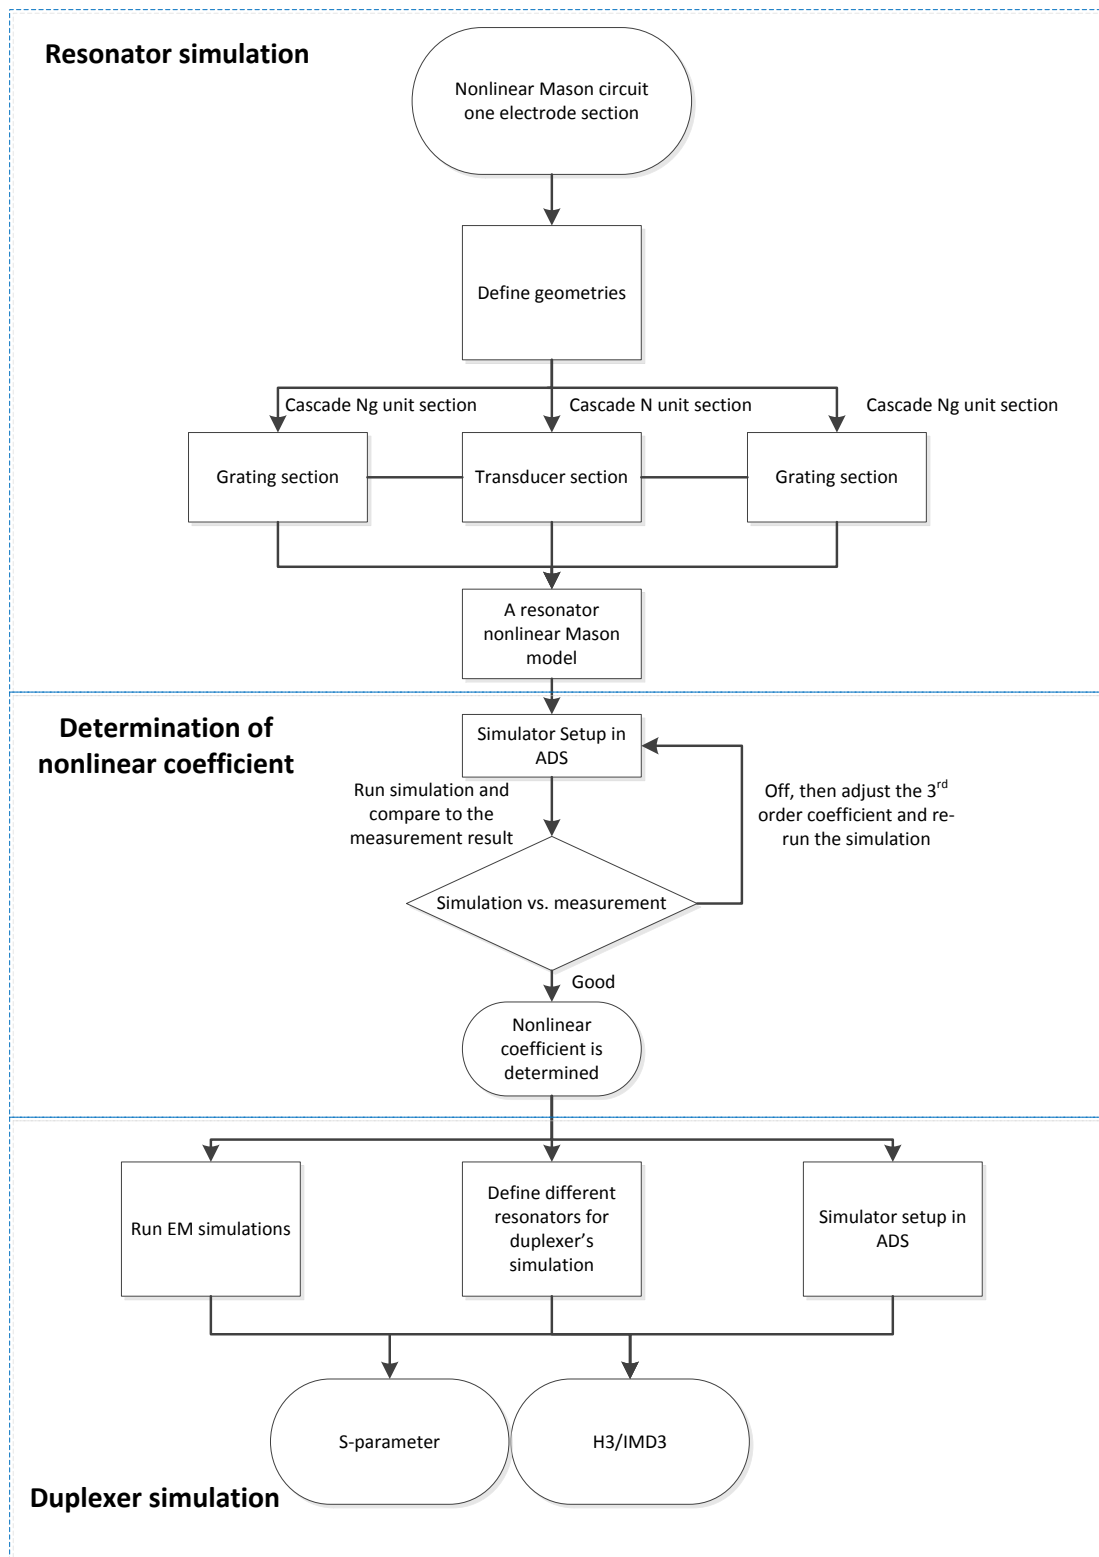 Resonator simulation
Nonlinear Mason circuit
one electrode section
Define geometries
Cascade Ng unit section
Cascade N unit section
Cascade Ng unit section
Grating section
Transducer section
Grating section
A resonator
nonlinear Mason
model
Determination of
nonlinear coefficient
Simulator Setup in
ADS
Run simulation and
compare to the
measurement result
Off, then adjust the 3rd
order coefficient and re-
run the simulation
Simulation vs. measurement
Good
Nonlinear
coefficient is
determined
Run EM simulations
Define different
resonators for
duplexer’s
simulation
Simulator setup in
ADS
S-parameter
H3/IMD3
Duplexer simulation